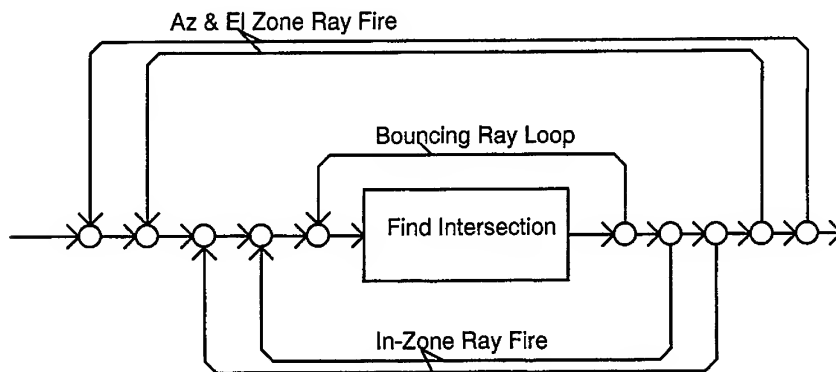 Az & El Zone Ray Fire
Bouncing Ray Loop
Find Intersection
In-Zone Ray Fire